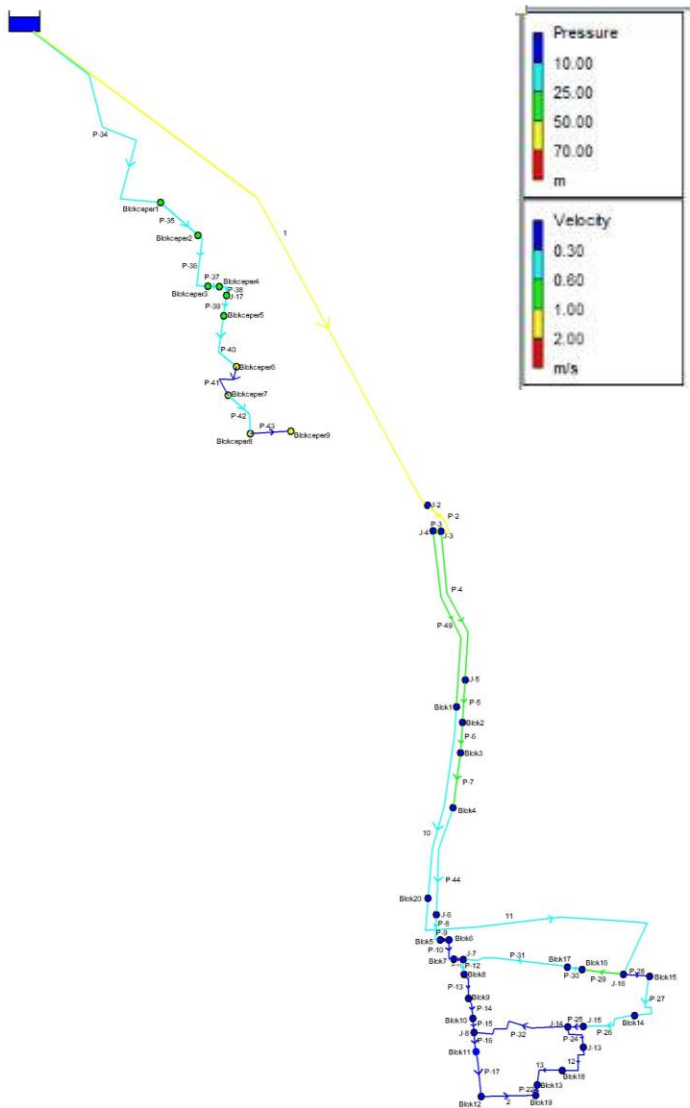 Pressure
10.00
25.00
50.00
70.00
m
Velocity
0.30
0.60
1.00
2.00
m/s
P-34
Blokceper1
P-35
Blokceper2
P-36
P-37
Blokceper4
Blokceper3
P-38
J-17
P-39
Blokceper5
P-40
Blokceper6
P-41
Blokceper7
P-42
P-43
Blokceper8
Blokceper9
1
J-2
P-2
P-3
J-4
J-3
P-4
P-49
J-5
P-5
Blok1
Blok2
P-6
Blok3
P-7
Blok4
10
P-44
Blok20
J-6
P-8
11
P-9
Blok5
Blok6
P-10
Blok7
J-7
P-12
P-31
Blok17
Blok16
P-30
P-29
J-16
P-28
Blok15
Blok8
P-13
P-27
Blok9
P-14
Blok10
P-15
J-8
P-32
J-14
P-25
J-15
P-26
Blok14
P-16
P-24
J-13
Blok11
12
13
Blok18
P-17
Blok13
P-22
Blok12
2
Blok19